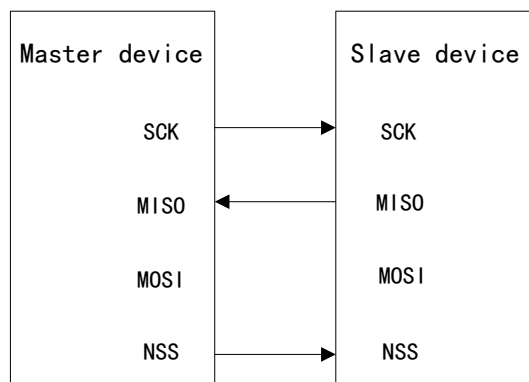 Master device
Slave device
SCK
SCK
MISO
MISO
MOSI
MOSI
NSS
NSS